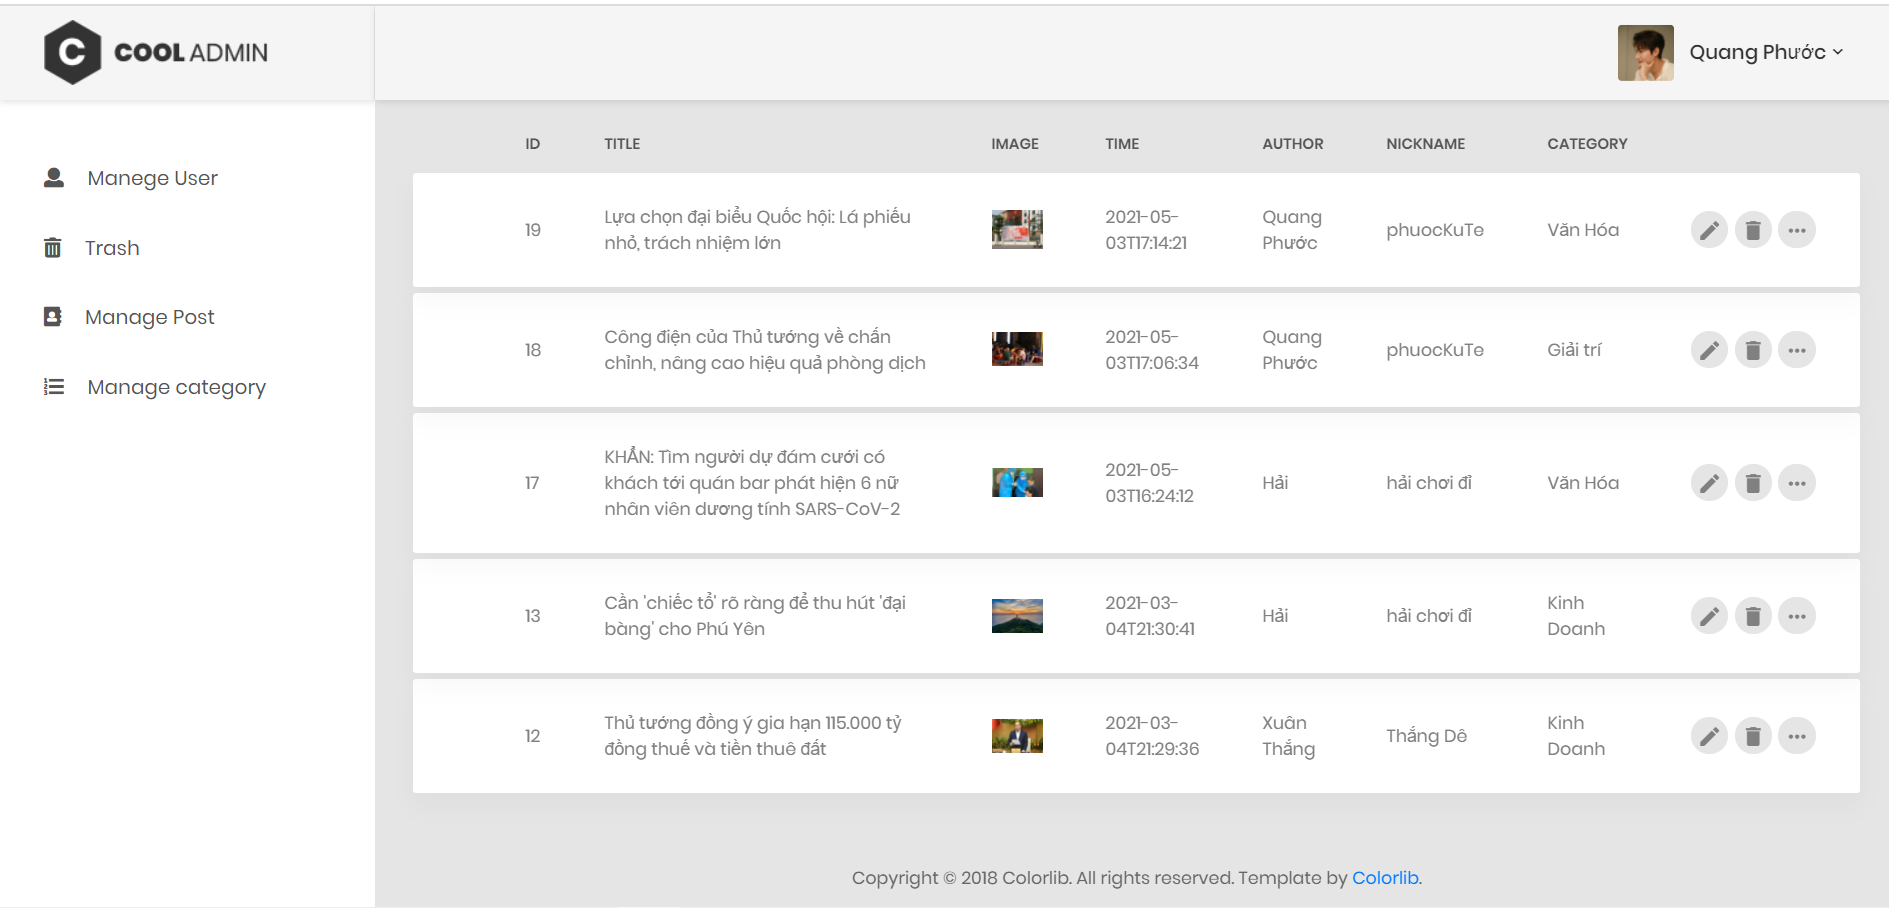 C COOL ADMIN
Quang Phước
Manege User
Trash
Manage Post
Manage category
ID TITLE IMAGE TIME AUTHOR NICKNAME CATEGORY
19
Lựa chọn đại biểu Quốc hội: Lá phiếu
nhỏ, trách nhiệm lớn
2021-05-
03T17:14:21
Quang
Phước
phuocKuTe
Văn Hóa
18
Công điện của Thủ tướng về chấn
chỉnh, nâng cao hiệu quả phòng dịch
2021-05-
03T17:06:34
Quang
Phước
phuocKuTe
Giải trí
17
KHẨN: Tìm người dự đám cưới có
khách tới quán bar phát hiện 6 nữ
nhân viên dương tính SARS-CoV-2
2021-05-
03T16:24:12
Hải
hải chơi đĩ
Văn Hóa
13
Cần 'chiếc tổ' rõ ràng để thu hút 'đại
bàng' cho Phú Yên
2021-03-
04T21:30:41
Hải
hải chơi đĩ
Kinh
Doanh
12
Thủ tướng đồng ý gia hạn 115.000 tỷ
đồng thuế và tiền thuê đất
2021-03-
04T21:29:36
Xuân
Thắng
Thắng Dê
Kinh
Doanh
Copyright © 2018 Colorlib. All rights reserved. Template by Colorlib.